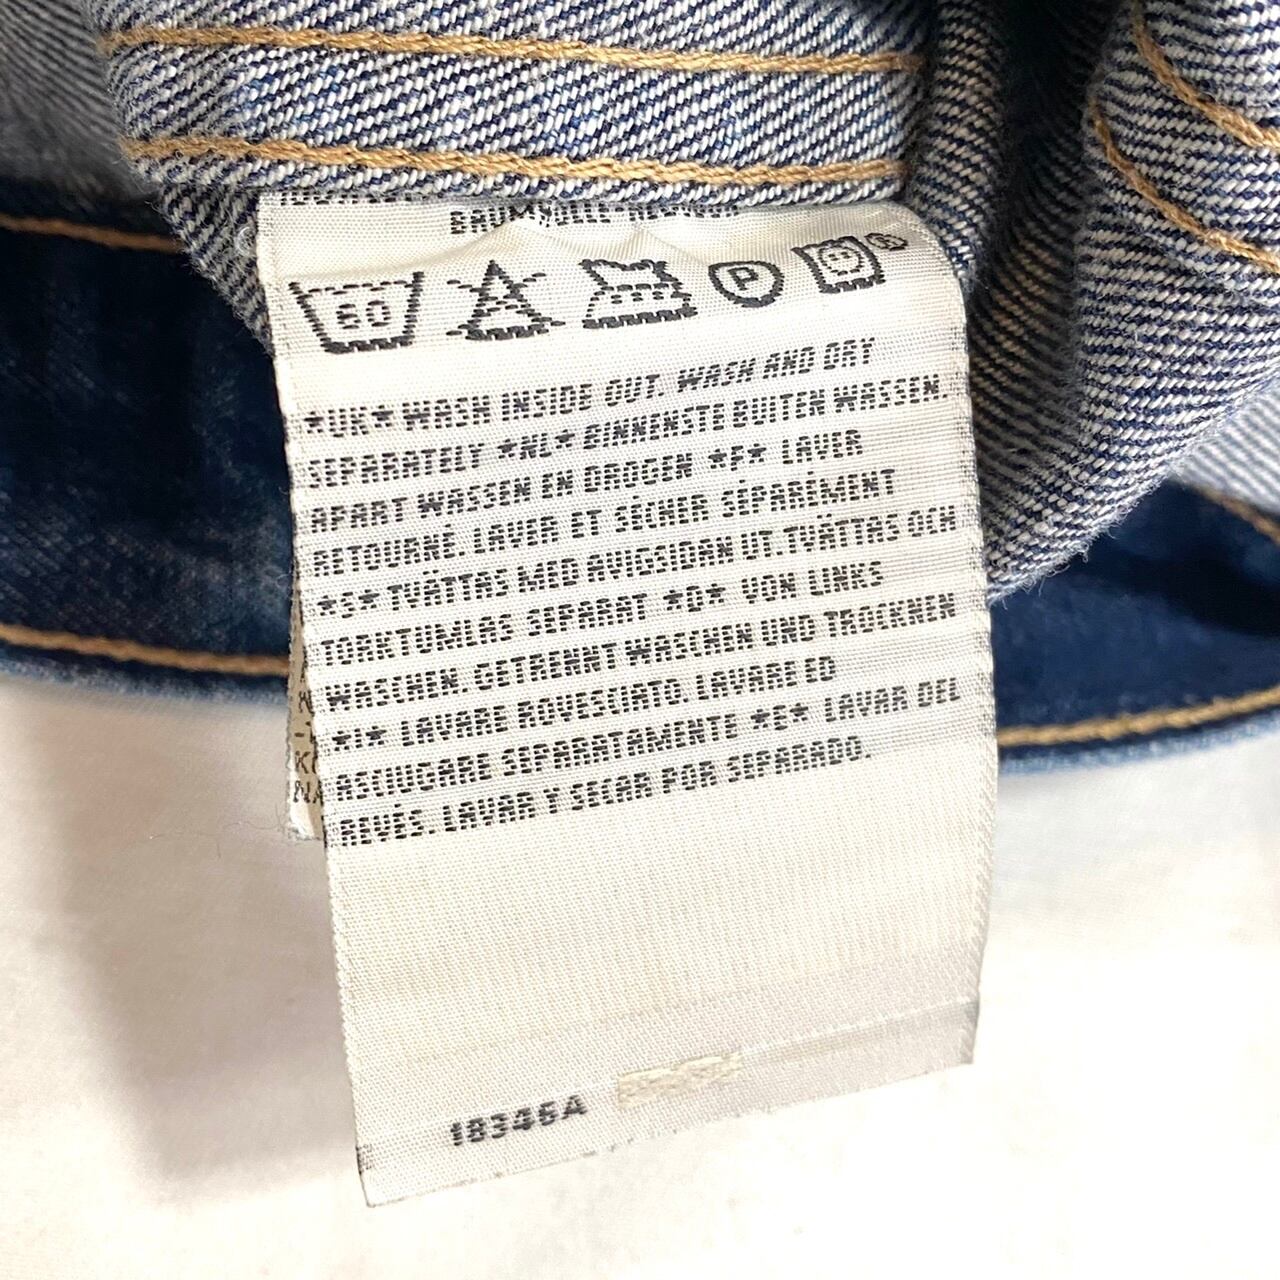 60
P
R
*UK* WASH INSIDE OUT. WASH AND DRY
SEPARATELY *NL* BINNENSTE BUITEN WASSEN.
APART WASSEN EN DROGEN *F* LAVER
RETOURNÉ. LAVER ET SÉCHER SÉPARÉMENT
*S* TVÄTTAS MED AVIGSIDAN UT.TVÄTTAS OCH
TORKTUMLAS SEPARAT *D* VON LINKS
WASCHEN. GETRENNT WASCHEN UND TROCKNEN
*I* LAVARE ROVESCIATO. LAVARE ED
ASCIUGARE SEPARATAMENTE *E* LAVAR DEL
REVÉS. LAVAR Y SECAR POR SEPARADO.
18346A